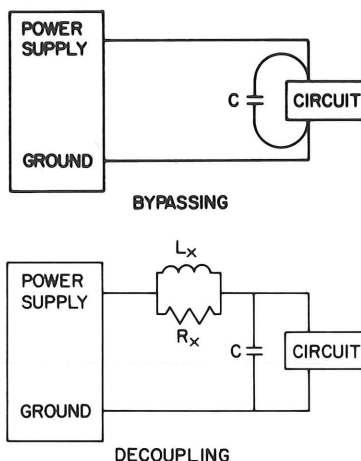 POWER
SUPPLY
C
CIRCUIT
GROUND
BYPASSING
Lx
POWER
SUPPLY
Rx
C
CIRCUIT
GROUND
DECOUPLING